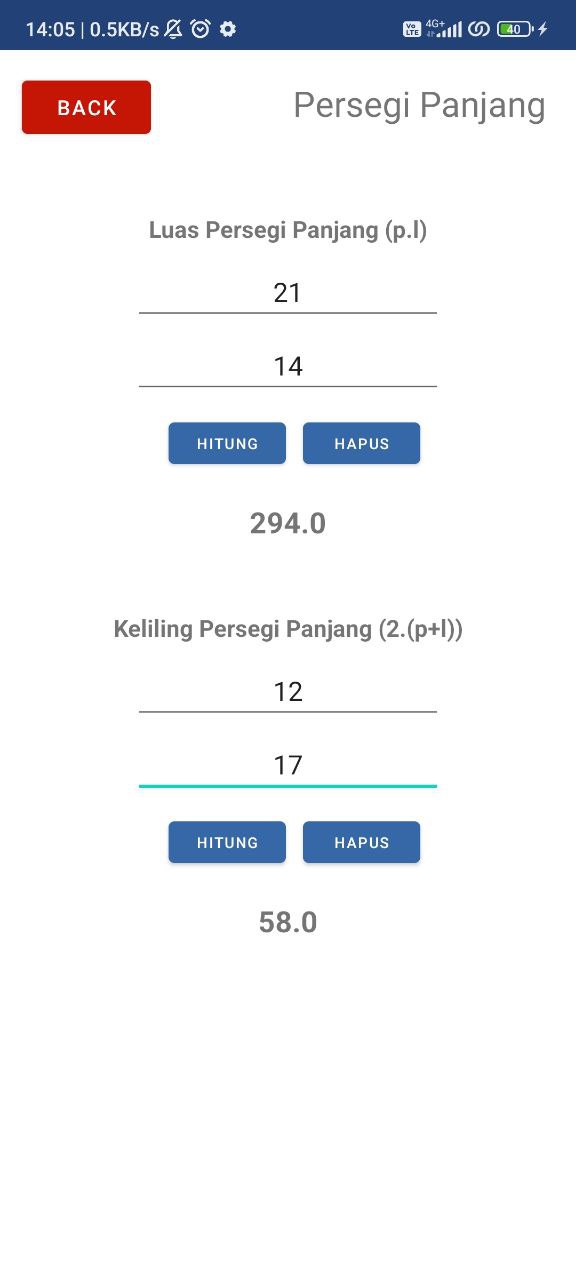 14:05 | 0.5KB/s Vo LTE 4G+ 40
BACK Persegi Panjang
Luas Persegi Panjang (p.l)
21
14
HITUNG HAPUS
294.0
Keliling Persegi Panjang (2.(p+l))
12
17
HITUNG HAPUS
58.0